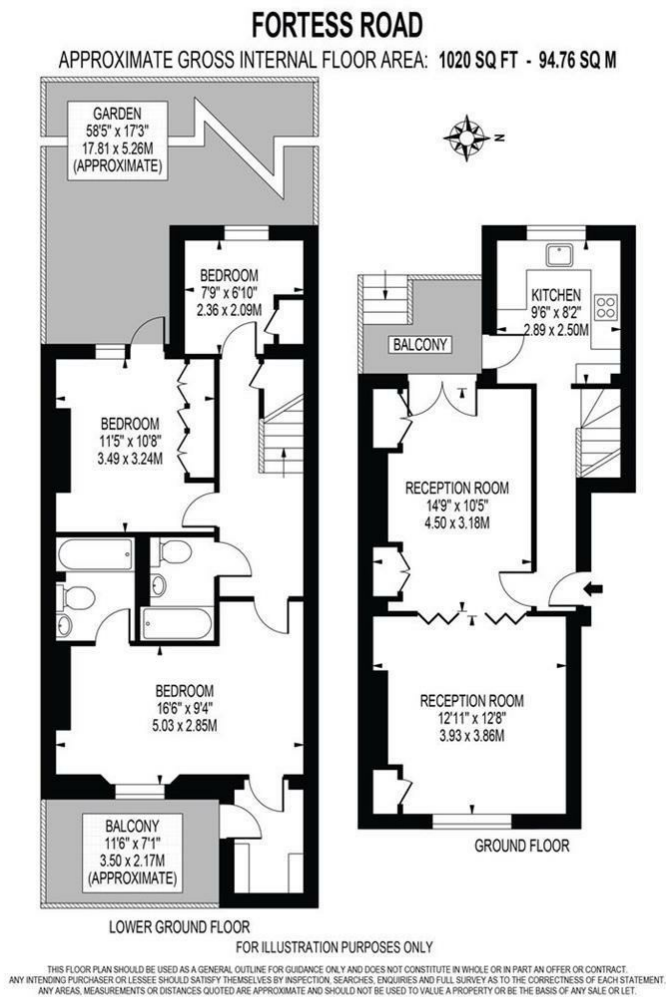 FORTESS ROAD
APPROXIMATE GROSS INTERNAL FLOOR AREA: 1020 SQ FT - 94.76 SQ M
GARDEN
58'5" x 17'3"
17.81 x 5.26M
(APPROXIMATE)
N
BEDROOM
7'9" x 6'10"
2.36 x 2.09M
BEDROOM
11'5" x 10'8"
3.49 x 3.24M
BEDROOM
16'6" x 9'4"
5.03 x 2.85M
BALCONY
11'6" x 7'1"
3.50 x 2.17M
(APPROXIMATE)
LOWER GROUND FLOOR
KITCHEN
9'6" x 8'2"
2.89 x 2.50M
BALCONY
RECEPTION ROOM
14'9" x 10'5"
4.50 x 3.18M
RECEPTION ROOM
12'11" x 12'8"
3.93 x 3.86M
GROUND FLOOR
FOR ILLUSTRATION PURPOSES ONLY
THIS FLOOR PLAN SHOULD BE USED AS A GENERAL OUTLINE FOR GUIDANCE ONLY AND DOES NOT CONSTITUTE IN WHOLE OR IN PART AN OFFER OR CONTRACT.
ANY INTENDING PURCHASER OR LESSEE SHOULD SATISFY THEMSELVES BY INSPECTION, SEARCHES, ENQUIRIES AND FULL SURVEY AS TO THE CORRECTNESS OF EACH STATEMENT.
ANY AREAS, MEASUREMENTS OR DISTANCES QUOTED ARE APPROXIMATE AND SHOULD NOT BE USED TO VALUE A PROPERTY OR BE THE BASIS OF ANY SALE OR LET.